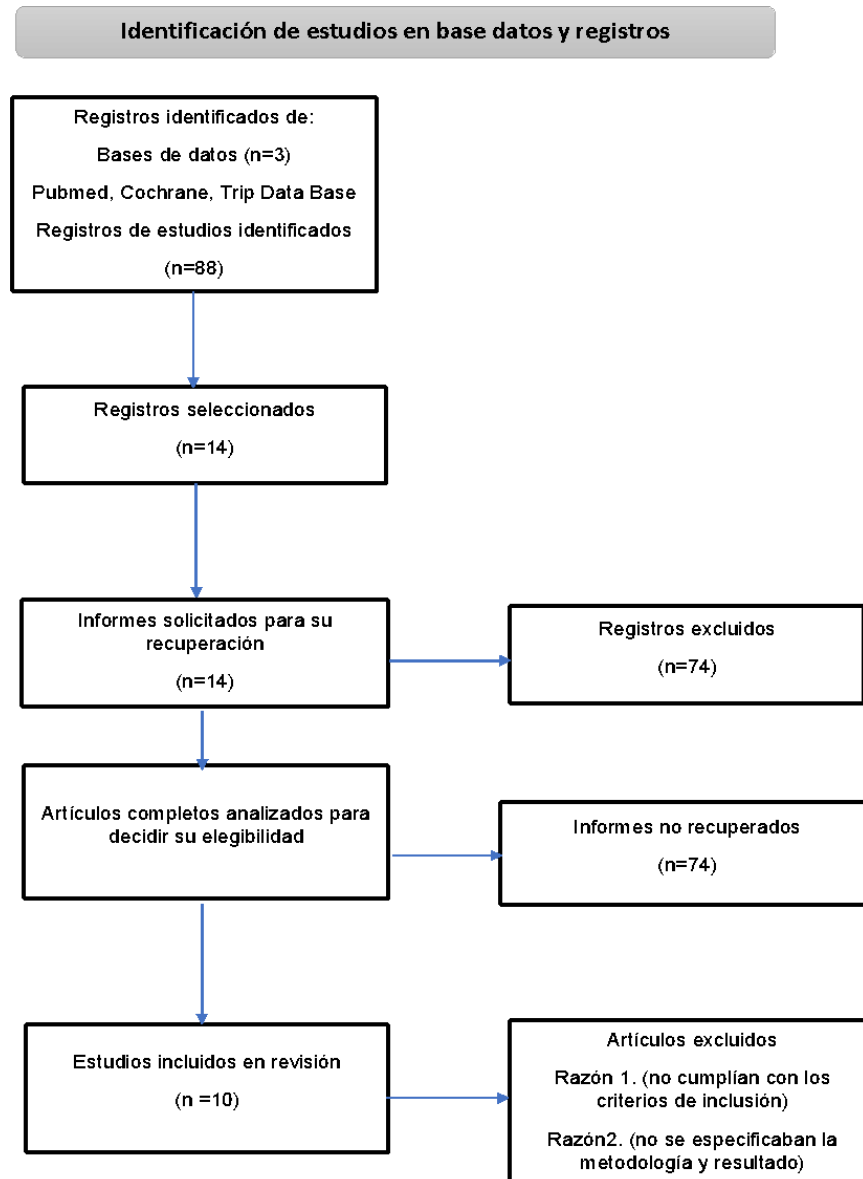 Identificación de estudios en base datos y registros
Registros identificados de:
Bases de datos (n=3)
Pubmed, Cochrane, Trip Data Base
Registros de estudios identificados
(n=88)
Registros seleccionados
(n=14)
Informes solicitados para su
recuperación
(n=14)
Registros excluidos
(n=74)
Artículos completos analizados para
decidir su elegibilidad
Informes no recuperados
(n=74)
Estudios incluidos en revisión
(n =10)
Artículos excluidos
Razón 1. (no cumplían con los
criterios de inclusión)
Razón2. (no se especificaban la
metodología y resultado)